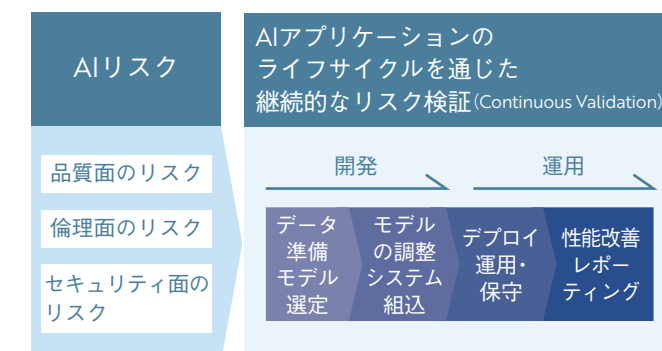 AIリスク
品質面のリスク
倫理面のリスク
セキュリティ面の
リスク
AIアプリケーションの
ライフサイクルを通じた
継続的なリスク検証(Continuous Validation)
開発
運用
データ
準備
モデル
選定
モデル
の調整
システム
組込
デプロイ
運用・
保守
性能改善
レポー
ティング